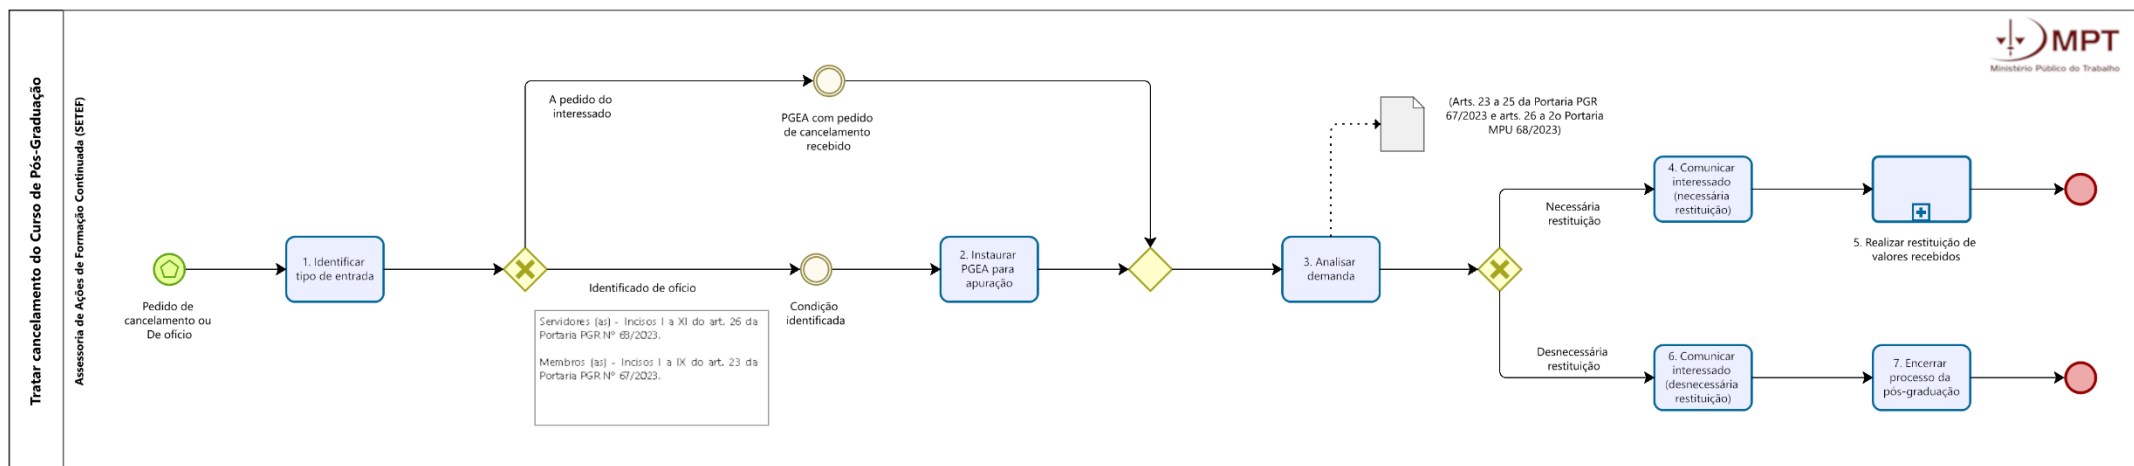 Tratar cancelamento do Curso de Pós-Graduação
Assessoria de Ações de Formação Continuada (SETEF)
MPT
Ministério Público do Trabalho
Pedido de
cancelamento ou
De ofício
1. Identificar
tipo de entrada
A pedido do
interessado
PGEA com pedido
de cancelamento
recebido
Identificado de ofício
Servidores (as) - Incisos I a XI do art. 26 da
Portaria PGR Nº 68/2023.
Membros (as) - Incisos I a IX do art. 23 da
Portaria PGR Nº 67/2023.
Condição
identificada
2. Instaurar
PGEA para
apuração
3. Analisar
demanda
(Arts. 23 a 25 da Portaria PGR
67/2023 e arts. 26 a 2o Portaria
MPU 68/2023)
Necessária
restituição
4. Comunicar
interessado
(necessária
restituição)
5. Realizar restituição de
valores recebidos
Desnecessária
restituição
6. Comunicar
interessado
(desnecessária
restituição)
7. Encerrar
processo da
pós-graduação